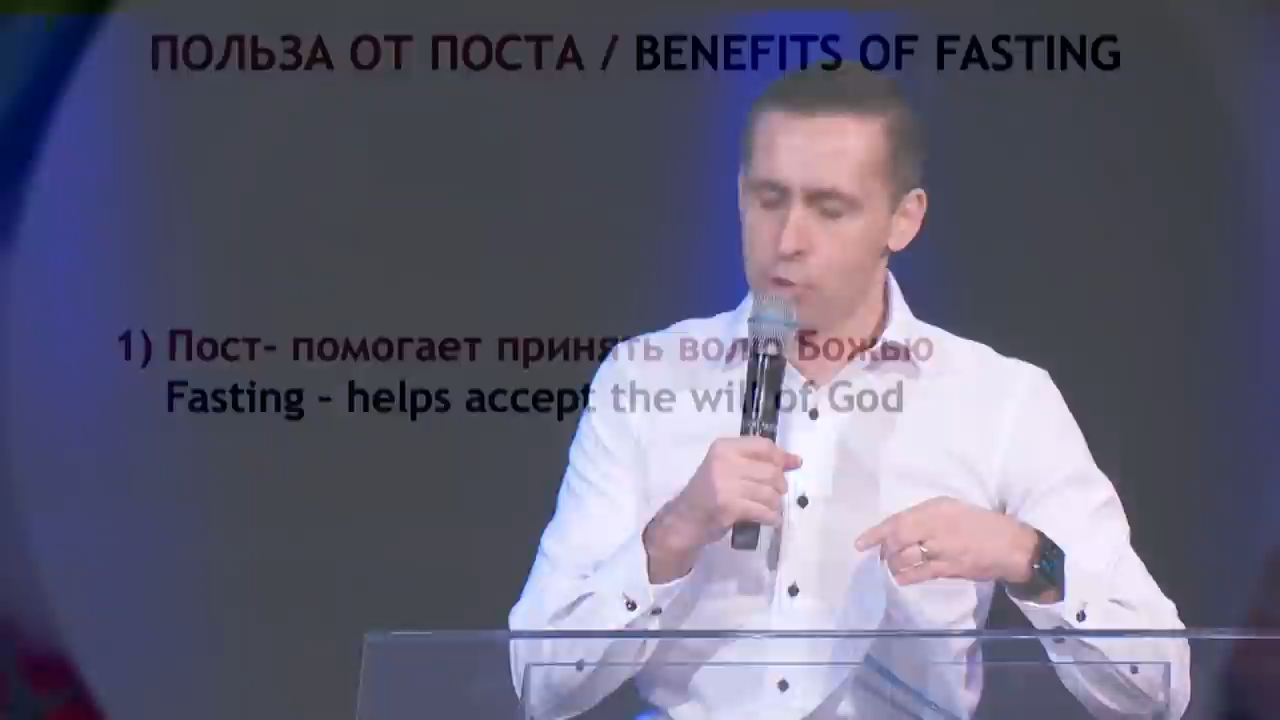 ПОЛЬЗА ОТ ПОСТА / BENEFITS OF FASTING
1) Пост- помогает принять волю Божью
Fasting - helps accept the will of God